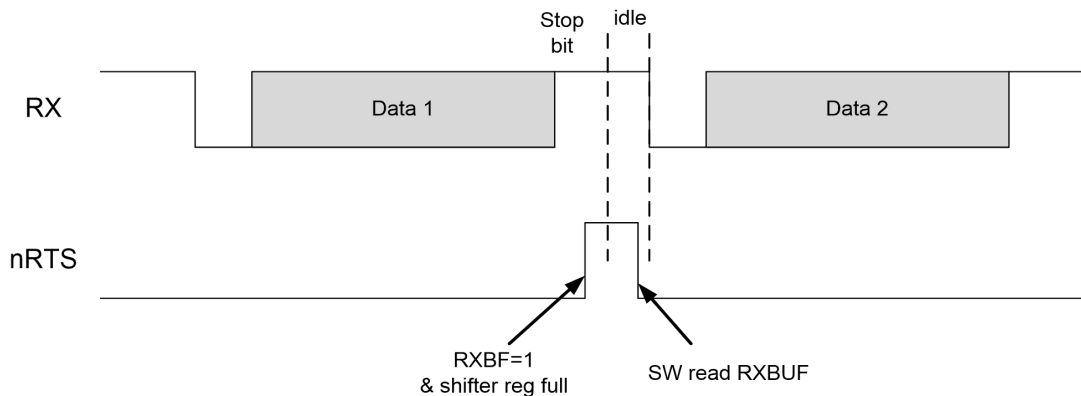 Stop
bit
idle
RX
Data 1
Data 2
nRTS
RXBF=1
& shifter reg full
SW read RXBUF